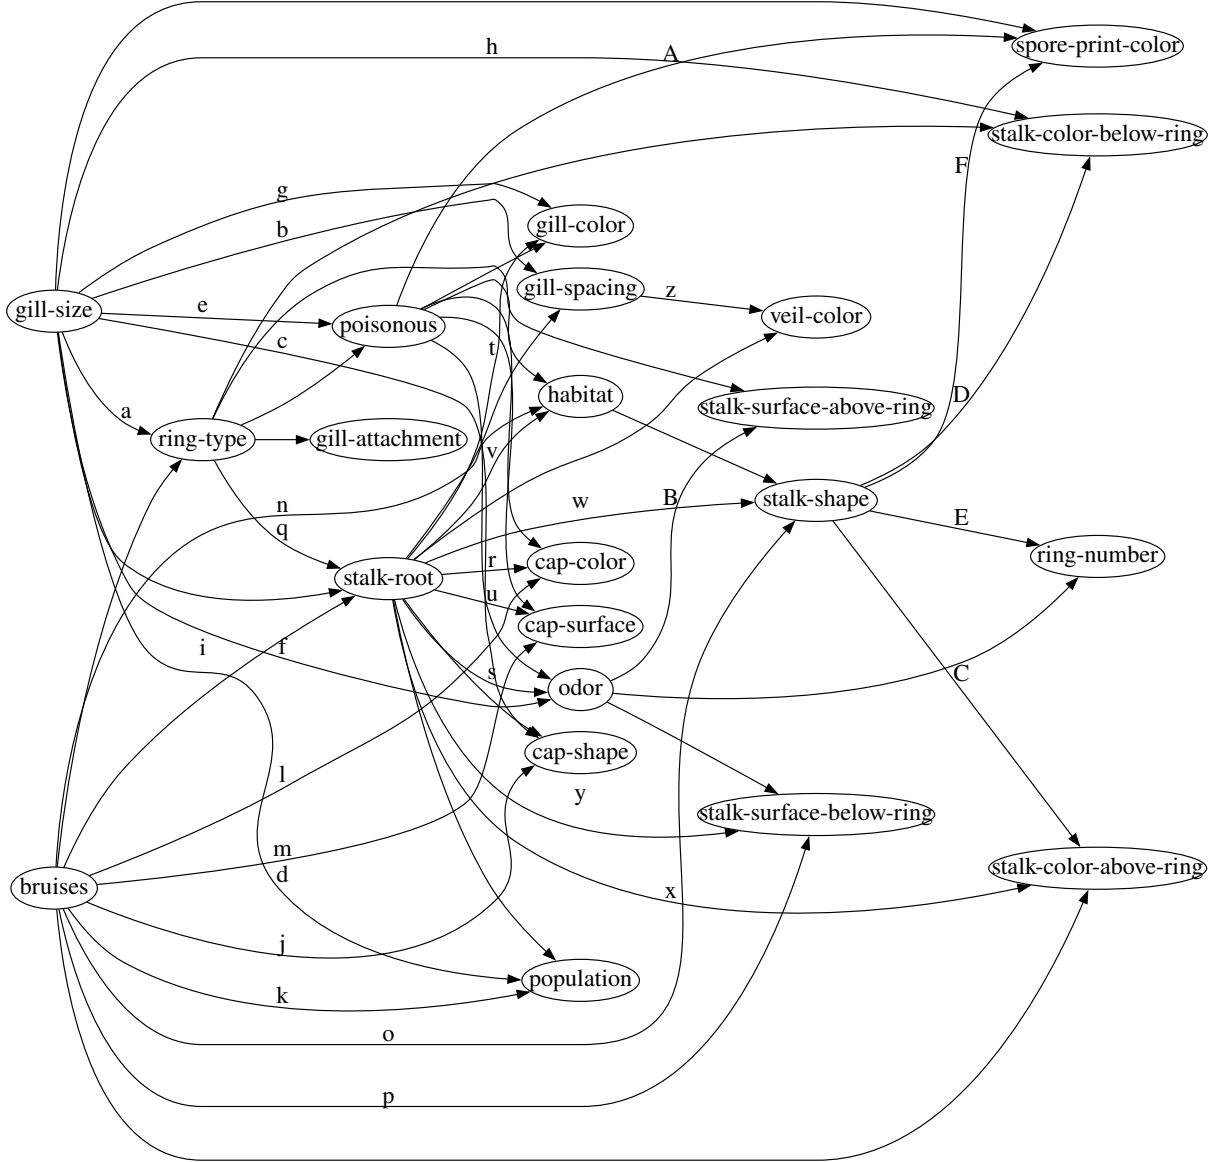 h
A
spore-print-color
stalk-color-below-ring
F
g
b
gill-color
gill-spacing
z
veil-color
gill-size
e
poisonous
c
t
habitat
stalk-surface-above-ring
D
a
ring-type
gill-attachment
v
n
q
w
B
stalk-shape
E
ring-number
stalk-root
r
cap-color
u
cap-surface
i
f
s
odor
C
cap-shape
l
y
stalk-surface-below-ring
m
d
bruises
x
stalk-color-above-ring
j
population
k
o
p